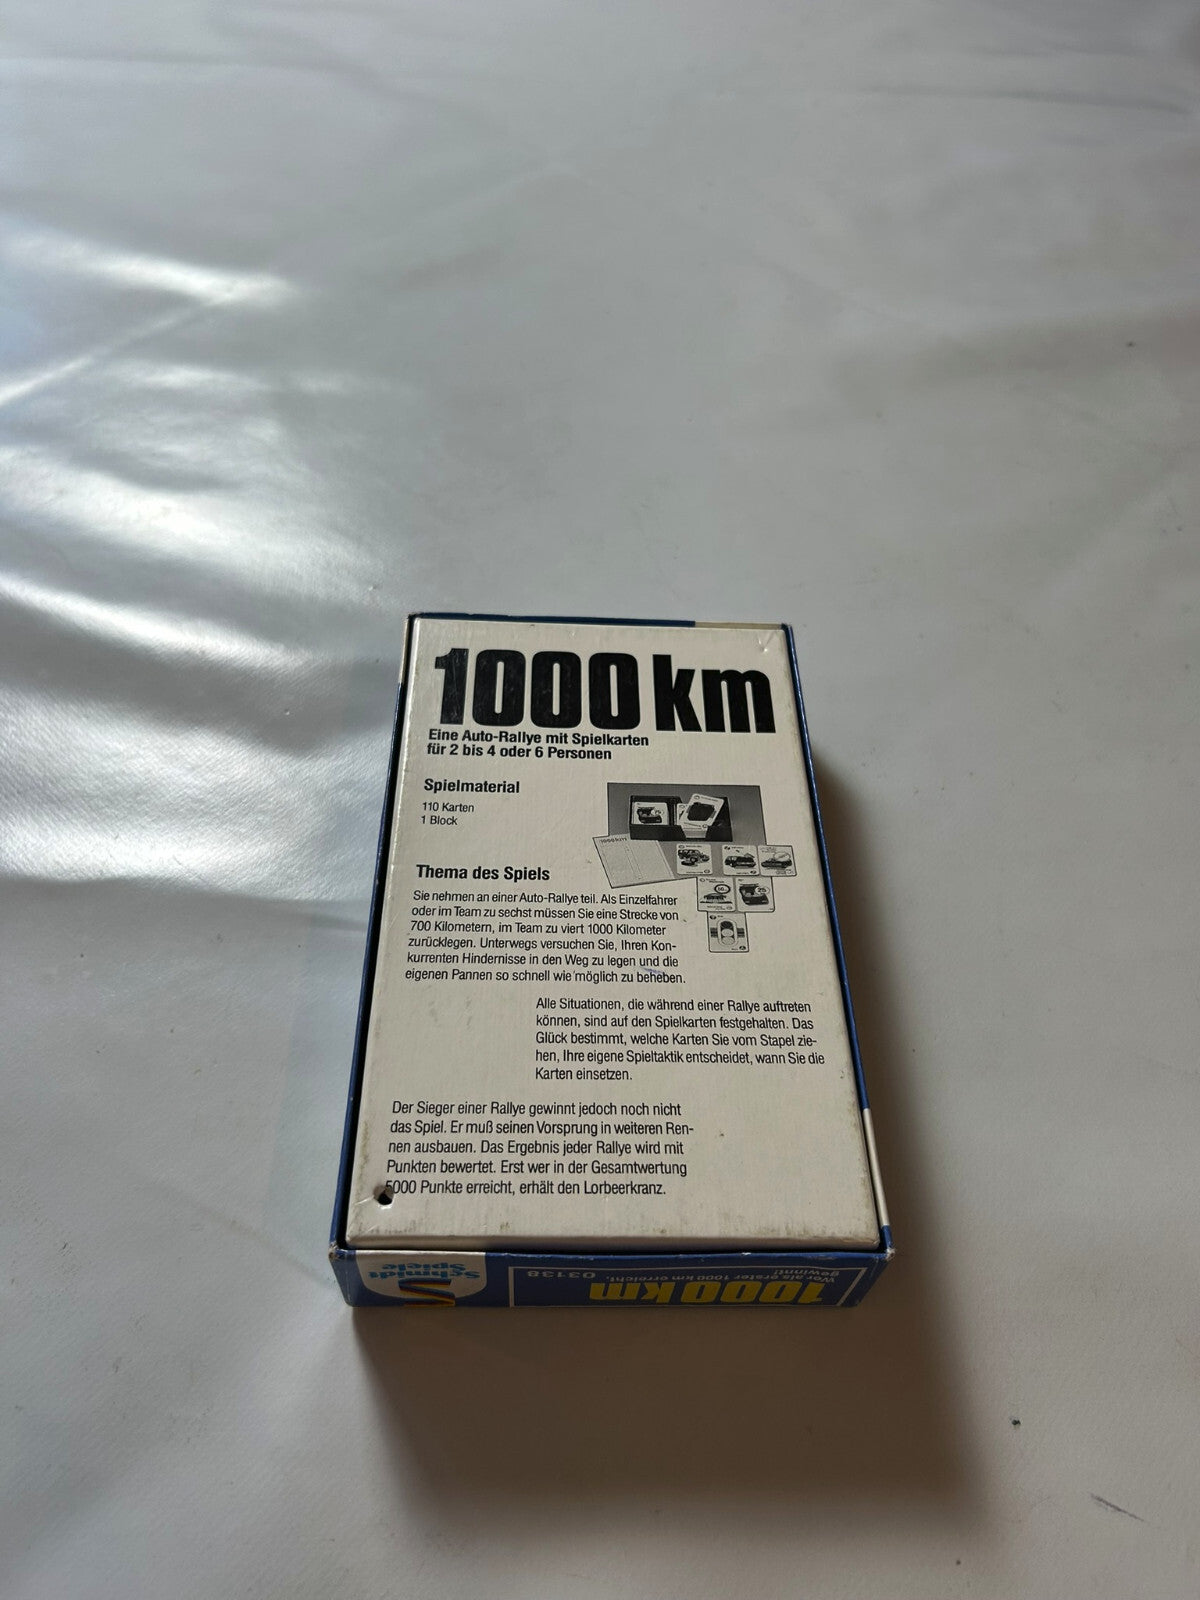 1000 km
Eine Auto-Rallye mit Spielkarten
für 2 bis 4 oder 6 Personen
Spielmaterial
110 Karten
1 Block
1000 km
25
50
25
Thema des Spiels
Sie nehmen an einer Auto-Rallye teil. Als Einzelfahrer
oder im Team zu sechst müssen Sie eine Strecke von
700 Kilometern, im Team zu viert 1000 Kilometer
zurücklegen. Unterwegs versuchen Sie, Ihren Kon-
kurrenten Hindernisse in den Weg zu legen und die
eigenen Pannen so schnell wie möglich zu beheben.
Alle Situationen, die während einer Rallye auftreten
können, sind auf den Spielkarten festgehalten. Das
Glück bestimmt, welche Karten Sie vom Stapel zie-
hen, Ihre eigene Spieltaktik entscheidet, wann Sie die
Karten einsetzen.
Der Sieger einer Rallye gewinnt jedoch noch nicht
das Spiel. Er muß seinen Vorsprung in weiteren Ren-
nen ausbauen. Das Ergebnis jeder Rallye wird mit
Punkten bewertet. Erst wer in der Gesamtwertung
5000 Punkte erreicht, erhält den Lorbeerkranz.
1000 km
Wer als erster 1000 km erreicht,
gewinnt!
03138
Schmidt
Spiele